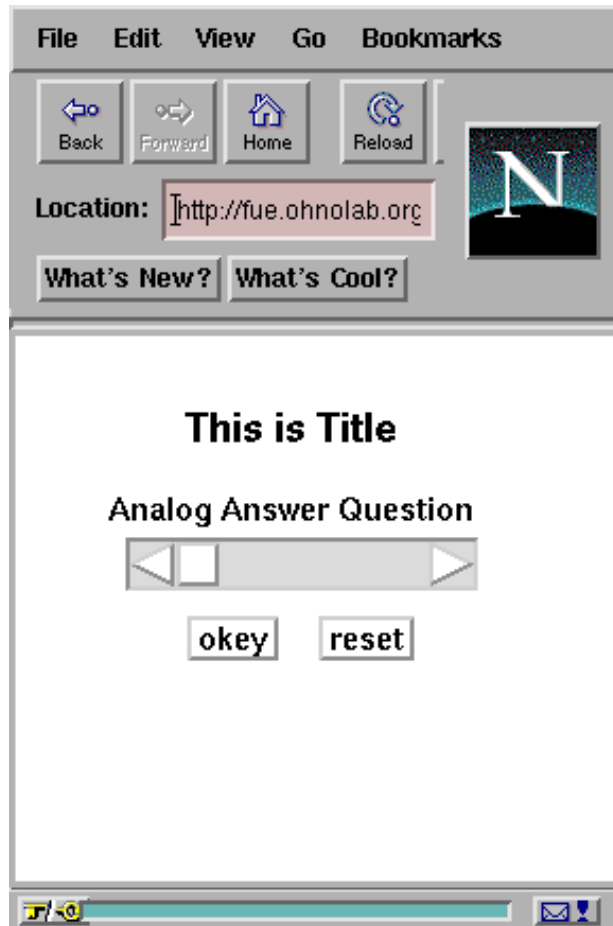 File Edit View Go Bookmarks
Back Forward Home Reload
N
Location: http://fue.ohnolab.org
What's New? What's Cool?
This is Title
Analog Answer Question
okey reset